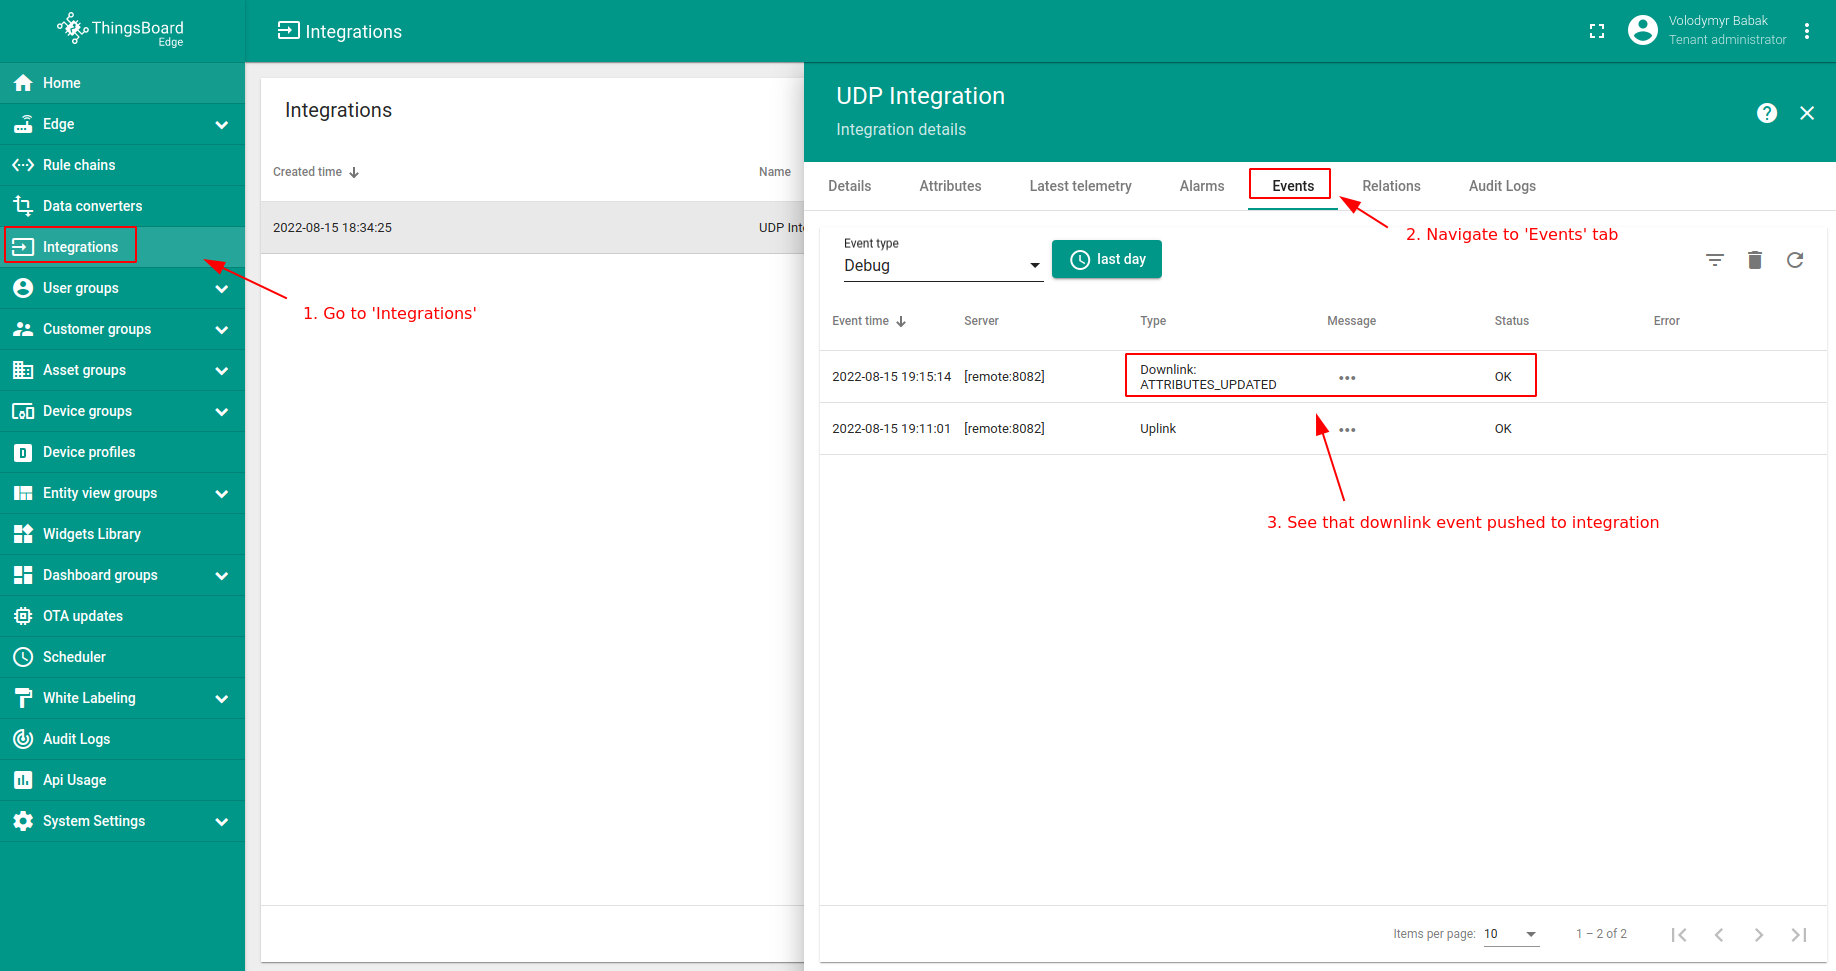 ThingsBoard
Edge
Integrations
Volodymyr Babak
Tenant administrator
Home
Edge
Rule chains
Data converters
Integrations
User groups
Customer groups
Asset groups
Device groups
Device profiles
Entity view groups
Widgets Library
Dashboard groups
OTA updates
Scheduler
White Labeling
Audit Logs
Api Usage
System Settings
Integrations
Created time
Name
2022-08-15 18:34:25
UDP Int
1. Go to 'Integrations'
UDP Integration
Integration details
Details
Attributes
Latest telemetry
Alarms
Events
Relations
Audit Logs
2. Navigate to 'Events' tab
Event type
Debug
last day
Event time
Server
Type
Message
Status
Error
2022-08-15 19:15:14
[remote:8082]
Downlink:
ATTRIBUTES_UPDATED
•••
OK
2022-08-15 19:11:01
[remote:8082]
Uplink
•••
OK
3. See that downlink event pushed to integration
Items per page: 10
1 – 2 of 2